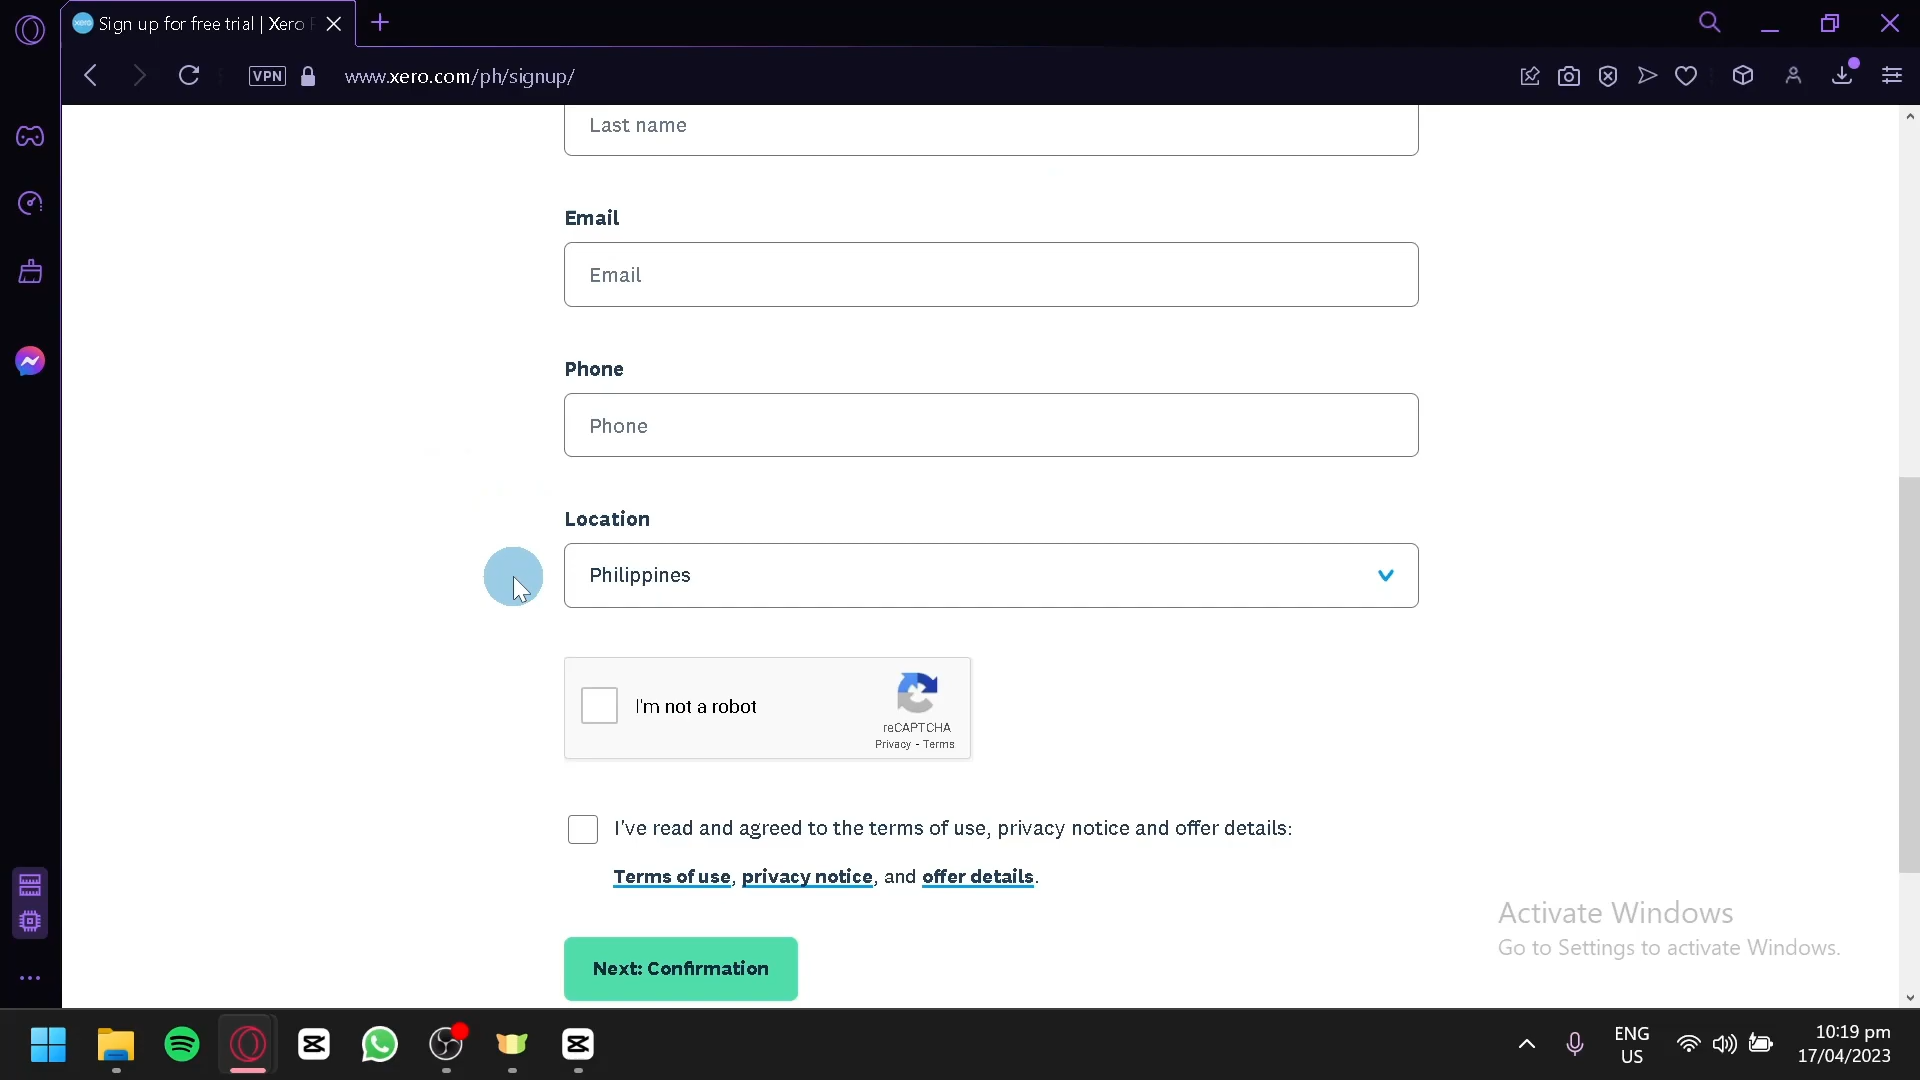 Sign up for free trial | Xero
VPN
www.xero.com/ph/signup/
Last name
Email
Email
Phone
Phone
Location
Philippines
I'm not a robot
reCAPTCHA
Privacy - Terms
I've read and agreed to the terms of use, privacy notice and offer details:
Terms of use, privacy notice, and offer details.
Next: Confirmation
Activate Windows
Go to Settings to activate Windows.
ENG
US
10:19 pm
17/04/2023